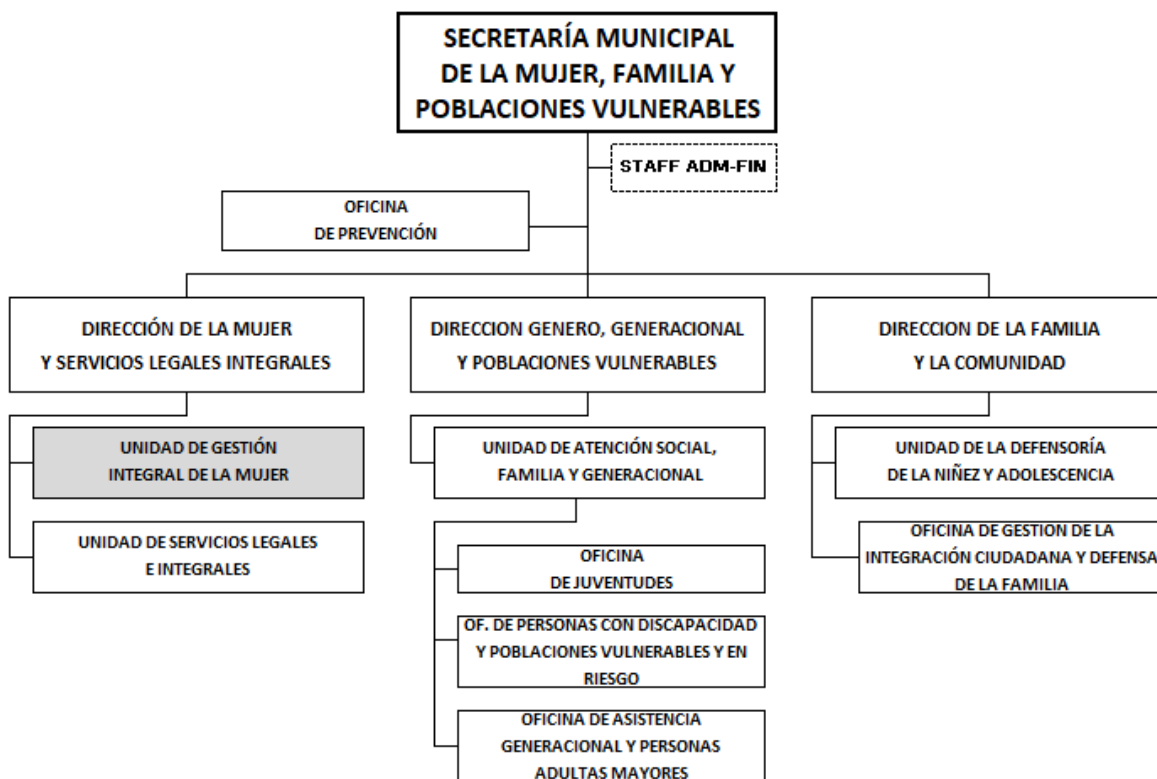 SECRETARÍA MUNICIPAL
DE LA MUJER, FAMILIA Y
POBLACIONES VULNERABLES
STAFF ADM-FIN
OFICINA
DE PREVENCIÓN
DIRECCIÓN DE LA MUJER
Y SERVICIOS LEGALES INTEGRALES
UNIDAD DE GESTIÓN
INTEGRAL DE LA MUJER
UNIDAD DE SERVICIOS LEGALES
E INTEGRALES
DIRECCION GENERO, GENERACIONAL
Y POBLACIONES VULNERABLES
UNIDAD DE ATENCIÓN SOCIAL,
FAMILIA Y GENERACIONAL
OFICINA
DE JUVENTUDES
OF. DE PERSONAS CON DISCAPACIDAD
Y POBLACIONES VULNERABLES Y EN
RIESGO
OFICINA DE ASISTENCIA
GENERACIONAL Y PERSONAS
ADULTAS MAYORES
DIRECCION DE LA FAMILIA
Y LA COMUNIDAD
UNIDAD DE LA DEFENSORÍA
DE LA NIÑEZ Y ADOLESCENCIA
OFICINA DE GESTION DE LA
INTEGRACIÓN CIUDADANA Y DEFENSA
DE LA FAMILIA